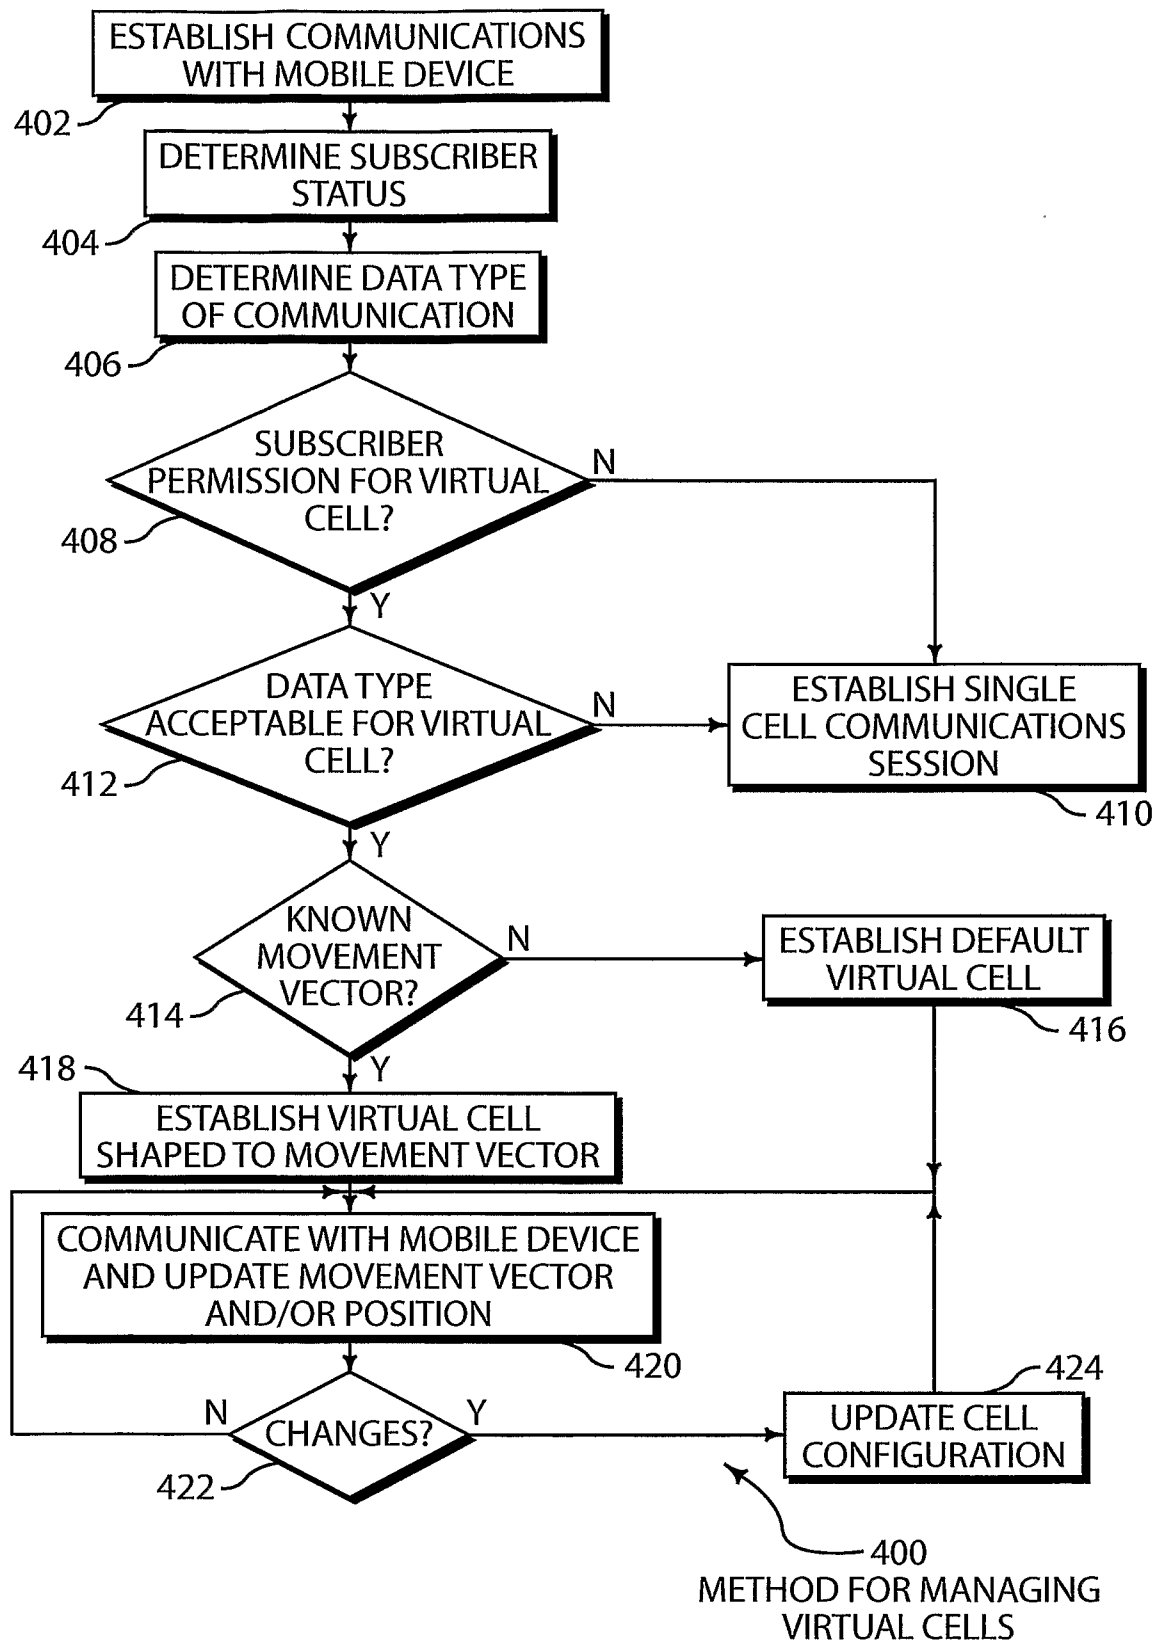 ESTABLISH COMMUNICATIONS
WITH MOBILE DEVICE
402
DETERMINE SUBSCRIBER
STATUS
404
DETERMINE DATA TYPE
OF COMMUNICATION
406
SUBSCRIBER
PERMISSION FOR VIRTUAL
CELL?
N
408
Y
DATA TYPE
ACCEPTABLE FOR VIRTUAL
CELL?
N
412
Y
ESTABLISH SINGLE
CELL COMMUNICATIONS
SESSION
410
KNOWN
MOVEMENT
VECTOR?
N
414
Y
ESTABLISH DEFAULT
VIRTUAL CELL
416
418
ESTABLISH VIRTUAL CELL
SHAPED TO MOVEMENT VECTOR
COMMUNICATE WITH MOBILE DEVICE
AND UPDATE MOVEMENT VECTOR
AND/OR POSITION
420
N
CHANGES?
Y
422
424
UPDATE CELL
CONFIGURATION
400
METHOD FOR MANAGING
VIRTUAL CELLS